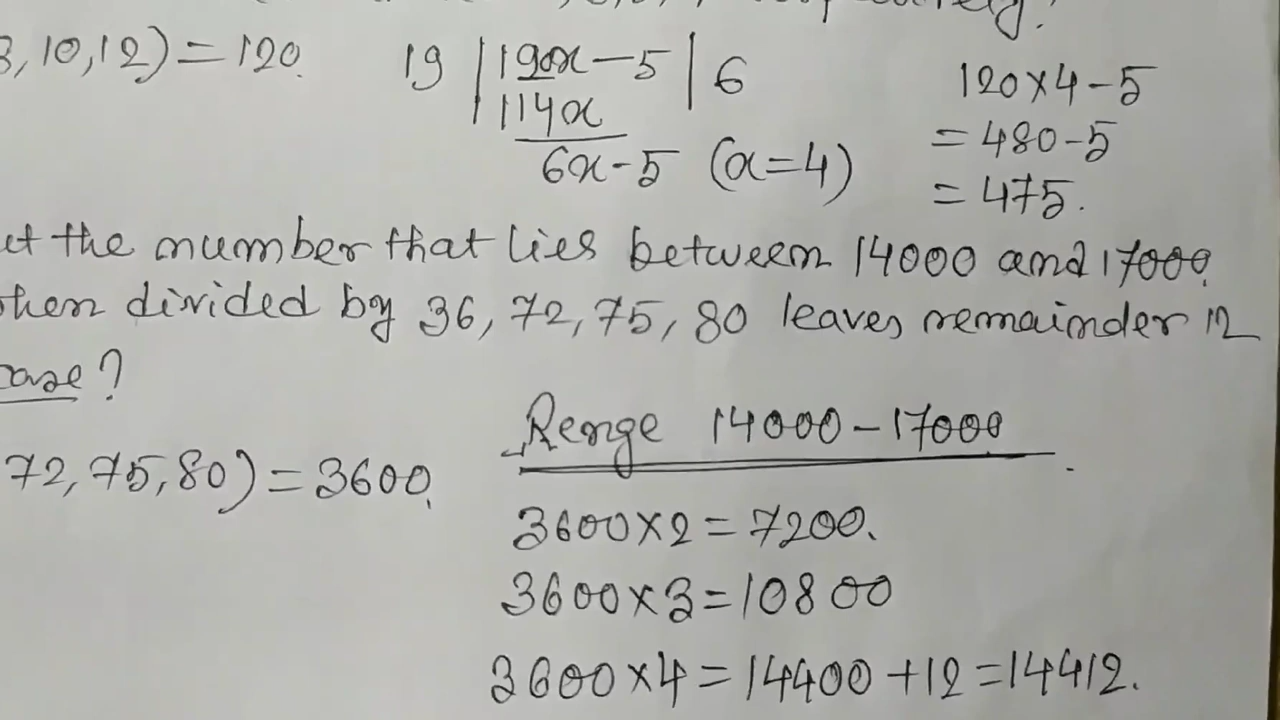 3, 10, 12) = 120.
19 | 190x - 5 | 6
114x
6x - 5 (x=4)
120×4-5
= 480-5
= 475.
et the number that lies between 14000 and 17000
when divided by 36, 72, 75, 80 leaves remainder 12
case?
72, 75, 80) = 3600.
Renge 14000-17000
3600×2 = 7200.
3600×3 = 10800
3600×4 = 14400 +12 = 14412.